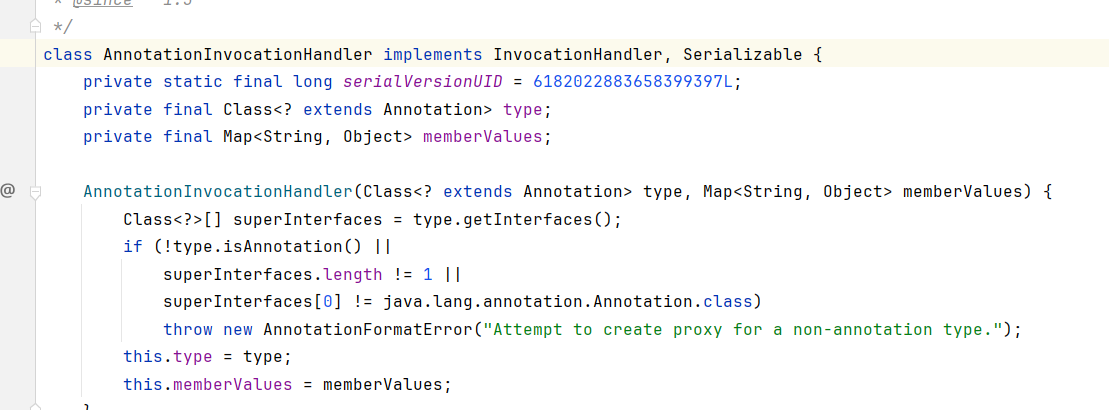 * @since 1.5
*/
class AnnotationInvocationHandler implements InvocationHandler, Serializable {
private static final long serialVersionUID = 6182022883658399397L;
private final Class<? extends Annotation> type;
private final Map<String, Object> memberValues;
@
AnnotationInvocationHandler(Class<? extends Annotation> type, Map<String, Object> memberValues) {
Class<?>[] superInterfaces = type.getInterfaces();
if (!type.isAnnotation() ||
superInterfaces.length != 1 ||
superInterfaces[0] != java.lang.annotation.Annotation.class)
throw new AnnotationFormatError("Attempt to create proxy for a non-annotation type.");
this.type = type;
this.memberValues = memberValues;
}